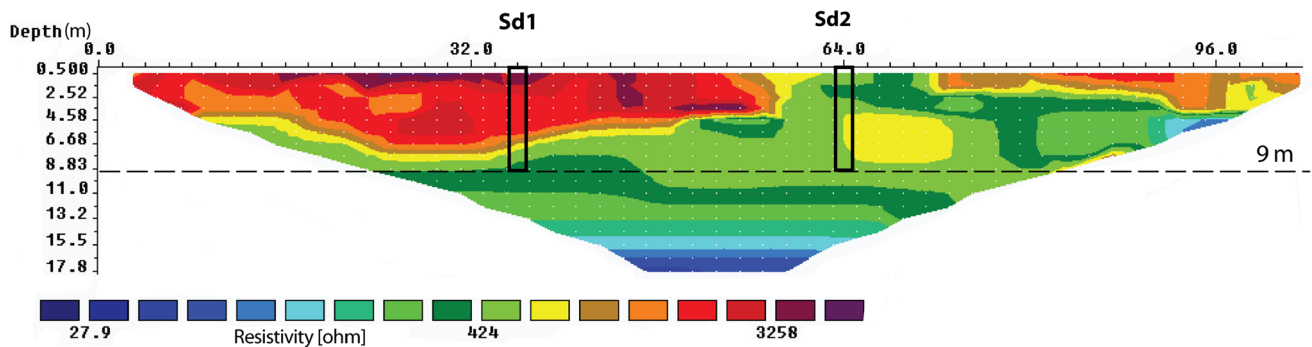 Sd1 Sd2
Depth(m)
0.0 32.0 64.0 96.0
0.500
2.52
4.58
6.68
8.83
9 m
11.0
13.2
15.5
17.8
27.9 Resistivity [ohm] 424 3258